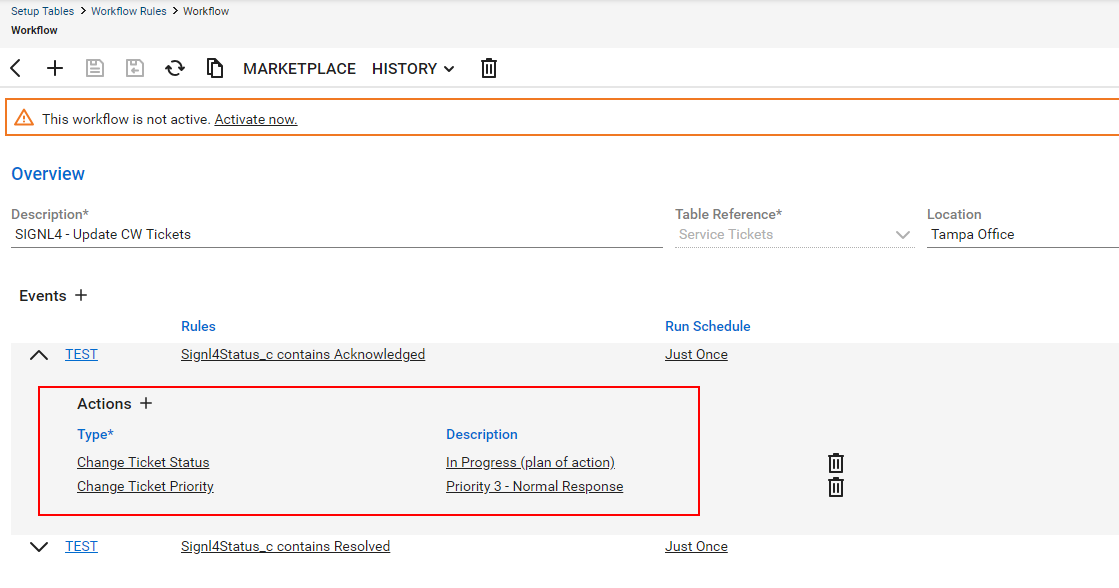 Setup Tables > Workflow Rules > Workflow
Workflow
MARKETPLACE HISTORY
This workflow is not active. Activate now.
Overview
Description* Table Reference* Location
SIGNL4 - Update CW Tickets Service Tickets Tampa Office
Events +
Rules Run Schedule
TEST Signl4Status_c contains Acknowledged Just Once
Actions +
Type* Description
Change Ticket Status In Progress (plan of action)
Change Ticket Priority Priority 3 - Normal Response
TEST Signl4Status_c contains Resolved Just Once